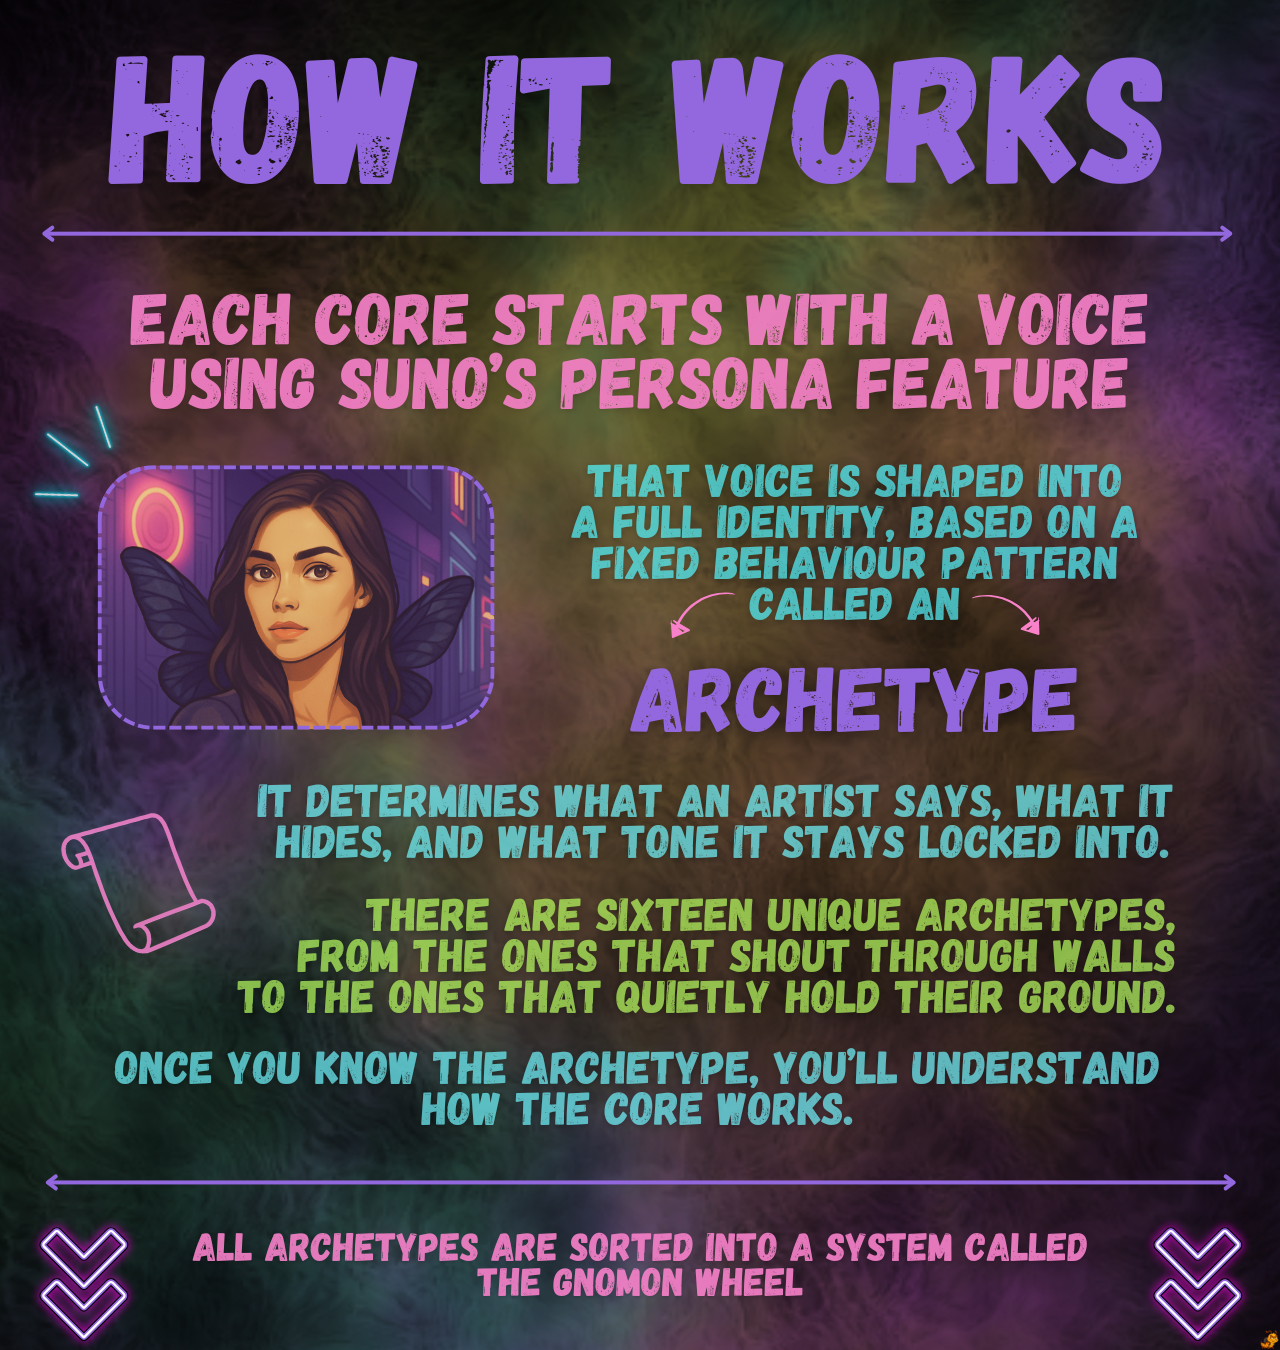 HOW IT WORKS
EACH CORE STARTS WITH A VOICE
USING SUNO'S PERSONA FEATURE
THAT VOICE IS SHAPED INTO
A FULL IDENTITY, BASED ON A
FIXED BEHAVIOUR PATTERN
CALLED AN
ARCHETYPE
IT DETERMINES WHAT AN ARTIST SAYS, WHAT IT
HIDES, AND WHAT TONE IT STAYS LOCKED INTO.
THERE ARE SIXTEEN UNIQUE ARCHETYPES,
FROM THE ONES THAT SHOUT THROUGH WALLS
TO THE ONES THAT QUIETLY HOLD THEIR GROUND.
ONCE YOU KNOW THE ARCHETYPE, YOU'LL UNDERSTAND
HOW THE CORE WORKS.
ALL ARCHETYPES ARE SORTED INTO A SYSTEM CALLED
THE GNOMON WHEEL